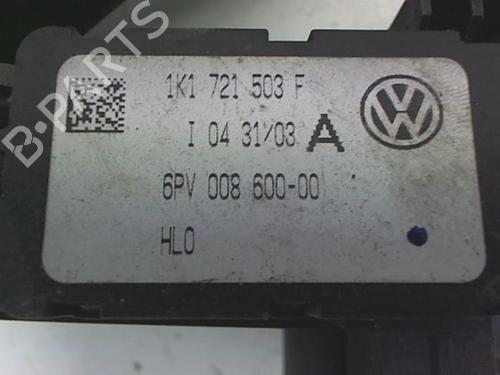 B-PARTS
1K1 721 503 F
I 04 31/03 A
6PV 008 600-00
HLO